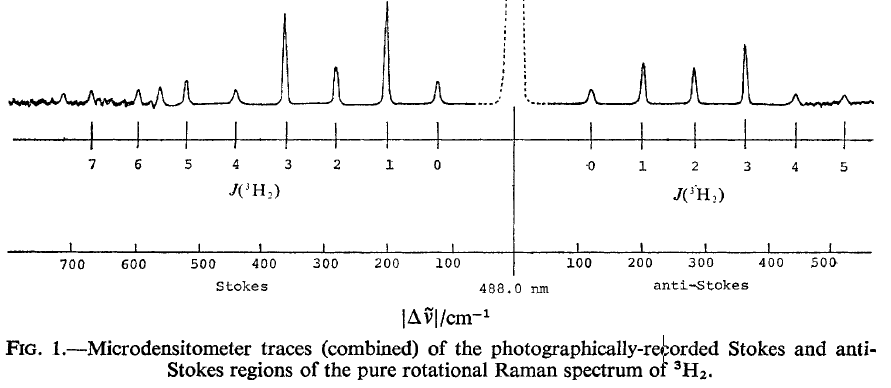 7 6 5 4 3 2 1 0 0 1 2 3 4 5
J(³H₂) J(³H₂)
700 600 500 400 300 200 100 100 200 300 400 500
Stokes 488.0 nm anti-Stokes
|Δν̃|/cm⁻¹
FIG. 1.—Microdensitometer traces (combined) of the photographically-recorded Stokes and anti-
Stokes regions of the pure rotational Raman spectrum of ³H₂.